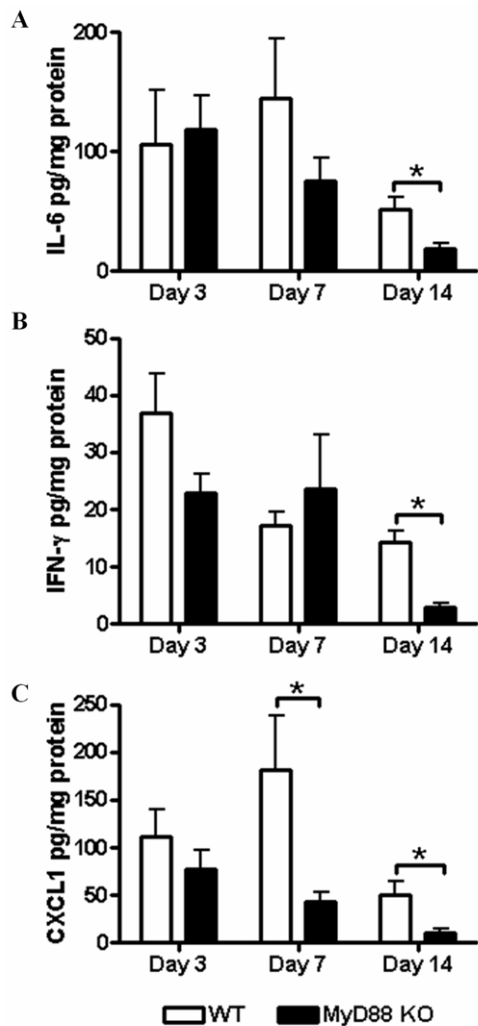 A
IL-6 pg/mg protein
200
100
0
*
Day 3 Day 7 Day 14
B
IFN-γ pg/mg protein
50
40
30
20
10
0
*
Day 3 Day 7 Day 14
C
CXCL1 pg/mg protein
250
200
150
100
50
0
*
*
Day 3 Day 7 Day 14
WT MyD88 KO